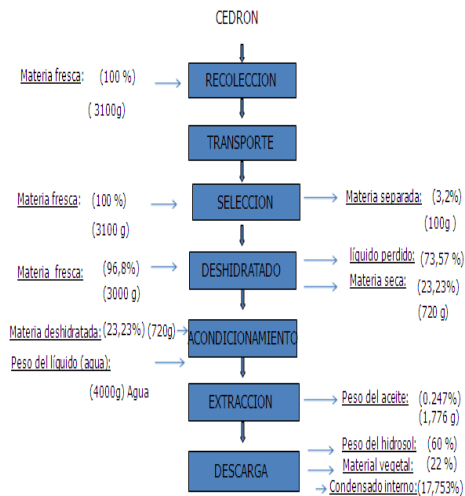 CEDRON
Materia fresca: (100 %)
RECOLECCION
( 3100g)
TRANSPORTE
Materia fresca: (100 %)
SELECCION
Materia separada: (3,2%)
(3100 g)
(100g )
Materia fresca: (96,8%)
DESHIDRATADO
líquido perdido: (73,57 %)
(3000 g)
Materia seca: (23,23%)
(720 g)
Materia deshidratada: (23,23%) (720g)
ACONDICIONAMIENTO
Peso del líquido (agua):
(4000g) Agua
EXTRACCION
Peso del aceite: (0.247%)
(1,776 g)
Peso del hidrosol: (60 %)
DESCARGA
Material vegetal: (22 %)
Condensado interno: (17,753%)